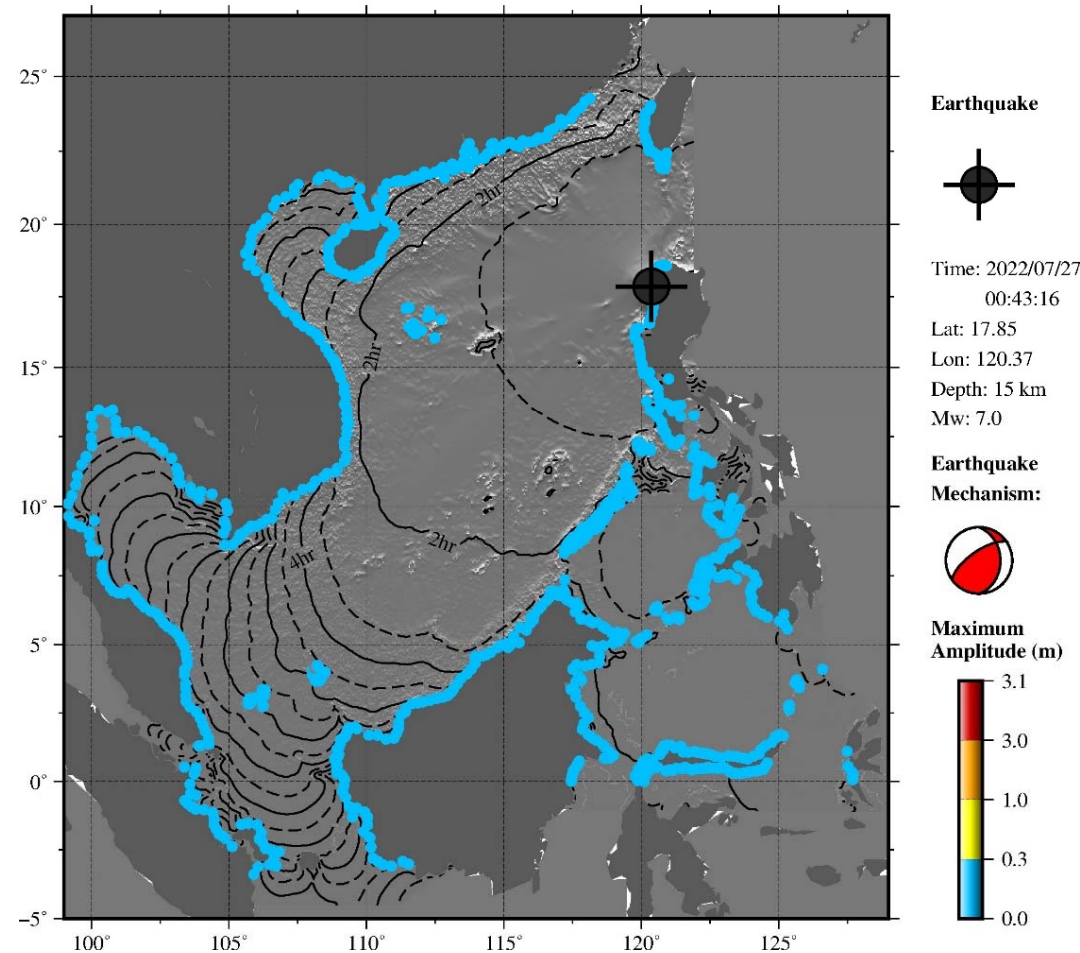 25°
20°
15°
10°
5°
0°
−5°
100°
105°
110°
115°
120°
125°
2hr
2hr
2hr
4hr
Earthquake
Time: 2022/07/27
00:43:16
Lat: 17.85
Lon: 120.37
Depth: 15 km
Mw: 7.0
Earthquake
Mechanism:
Maximum
Amplitude (m)
3.1
3.0
1.0
0.3
0.0